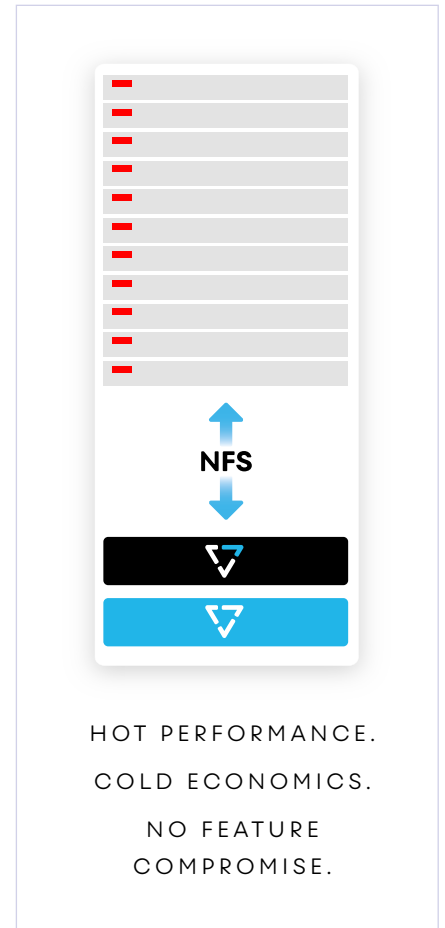 NFS
HOT PERFORMANCE.
COLD ECONOMICS.
NO FEATURE
COMPROMISE.